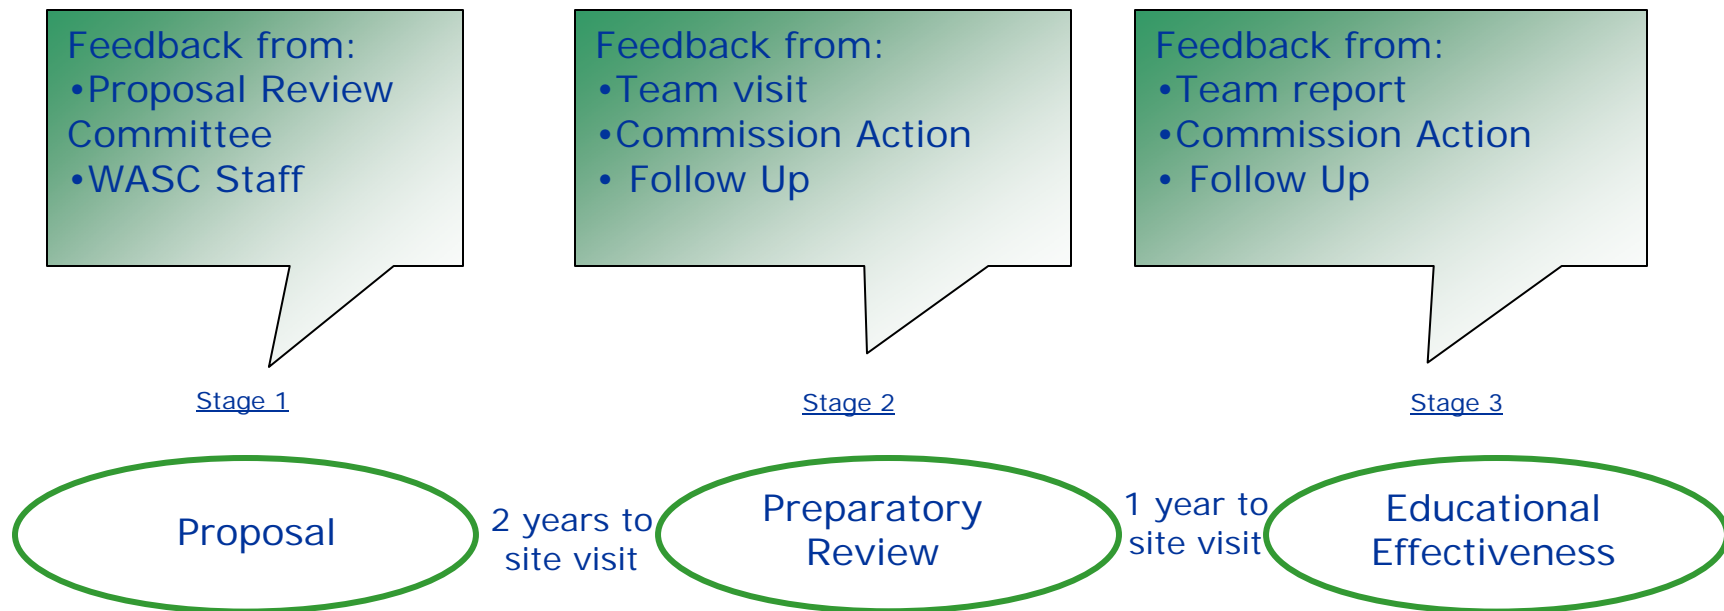 Feedback from:
•Proposal Review
Committee
•WASC Staff
Feedback from:
•Team visit
•Commission Action
• Follow Up
Feedback from:
•Team report
•Commission Action
• Follow Up
Stage 1
Stage 2
Stage 3
Proposal
2 years to
site visit
Preparatory
Review
1 year to
site visit
Educational
Effectiveness